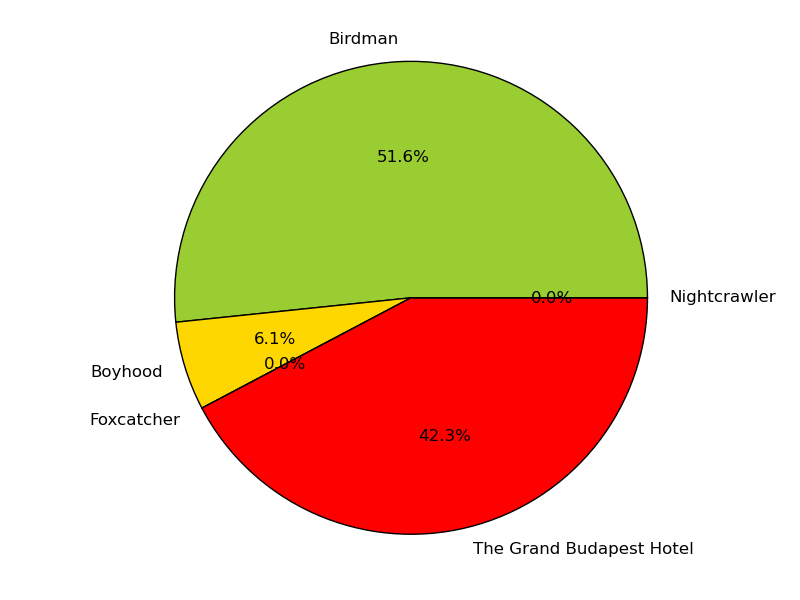 Birdman
51.6%
0.0%
Nightcrawler
6.1%
0.0%
Boyhood
Foxcatcher
42.3%
The Grand Budapest Hotel